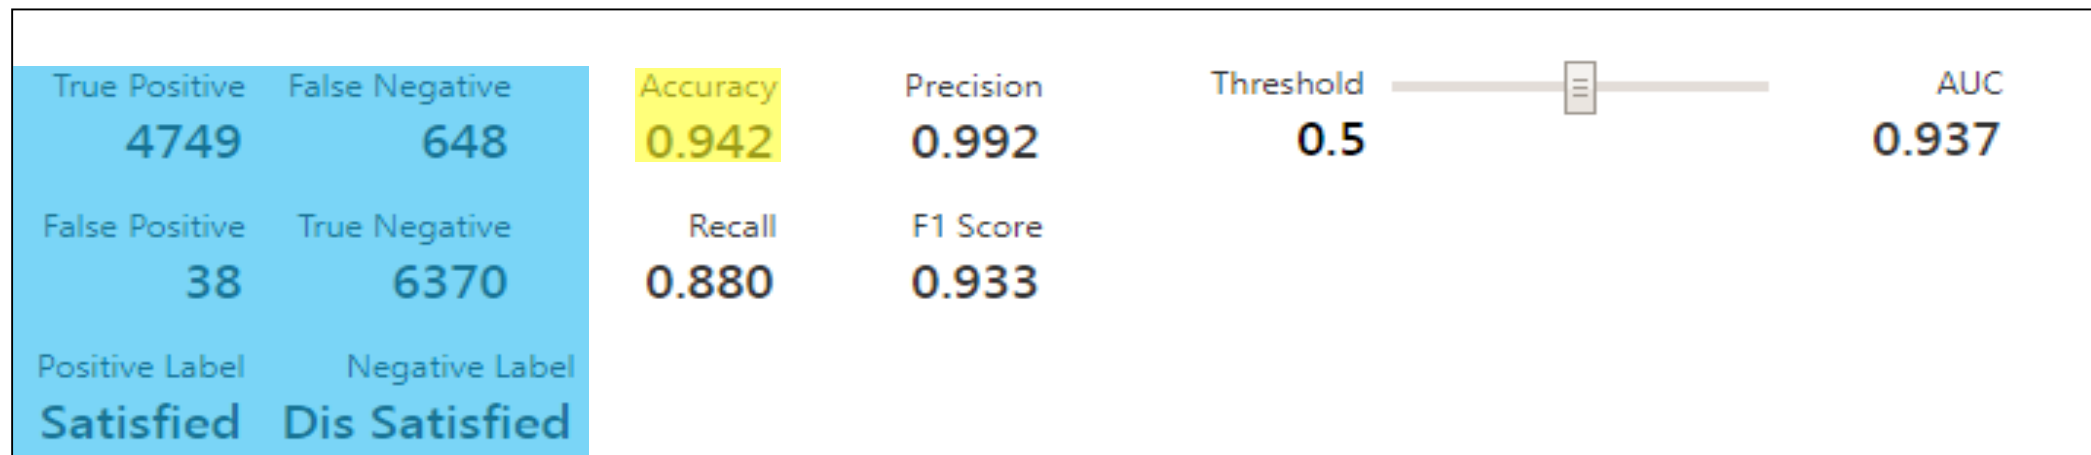 True Positive False Negative Accuracy Precision Threshold AUC
4749 648 0.942 0.992 0.5 0.937
False Positive True Negative Recall F1 Score
38 6370 0.880 0.933
Positive Label Negative Label
Satisfied Dis Satisfied